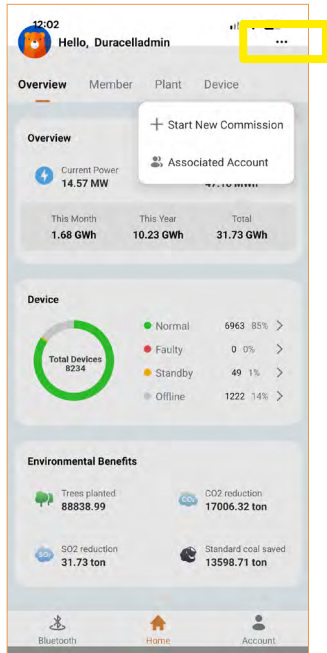 12:02
Hello, Duracelladmin
Overview Member Plant Device
+ Start New Commission
Overview
Associated Account
Current Power
14.57 MW
This Month This Year Total
1.68 GWh 10.23 GWh 31.73 GWh
Device
Total Devices
8234
Normal 6963 85% >
Faulty 0 0% >
Standby 49 1% >
Offline 1222 14% >
Environmental Benefits
Trees planted
88838.99
CO₂
CO2 reduction
17006.32 ton
SO₂
SO2 reduction
31.73 ton
Standard coal saved
13598.71 ton
Bluetooth Home Account